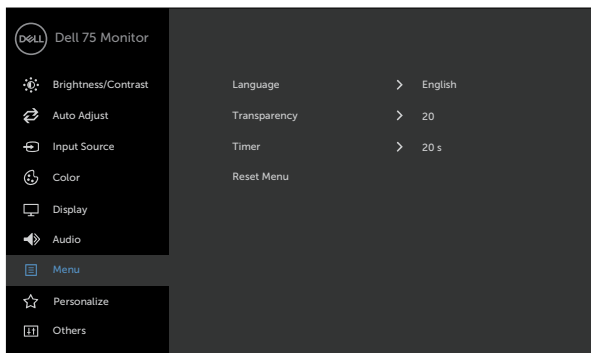 DELL Dell 75 Monitor
Brightness/Contrast
Auto Adjust
Input Source
Color
Display
Audio
Menu
Personalize
Others
Language English
Transparency 20
Timer 20 s
Reset Menu